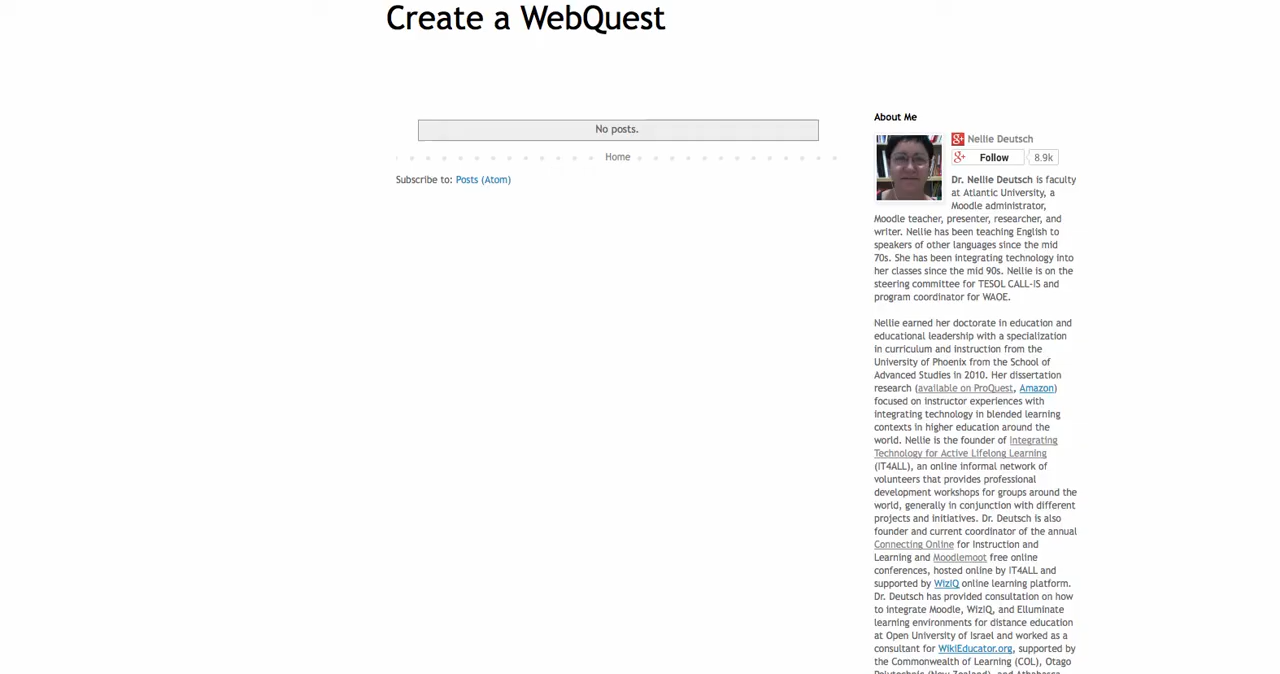 Create a WebQuest
No posts.
Home
Subscribe to: Posts (Atom)
About Me
Nellie Deutsch
Follow 8.9k
Dr. Nellie Deutsch is faculty
at Atlantic University, a
Moodle administrator,
Moodle teacher, presenter, researcher, and
writer. Nellie has been teaching English to
speakers of other languages since the mid
70s. She has been integrating technology into
her classes since the mid 90s. Nellie is on the
steering committee for TESOL CALL-IS and
program coordinator for WAOE.
Nellie earned her doctorate in education and
educational leadership with a specialization
in curriculum and instruction from the
University of Phoenix from the School of
Advanced Studies in 2010. Her dissertation
research (available on ProQuest, Amazon)
focused on instructor experiences with
integrating technology in blended learning
contexts in higher education around the
world. Nellie is the founder of Integrating
Technology for Active Lifelong Learning
(IT4ALL), an online informal network of
volunteers that provides professional
development workshops for groups around the
world, generally in conjunction with different
projects and initiatives. Dr. Deutsch is also
founder and current coordinator of the annual
Connecting Online for Instruction and
Learning and Moodlemoot free online
conferences, hosted online by IT4ALL and
supported by WizIQ online learning platform.
Dr. Deutsch has provided consultation on how
to integrate Moodle, WizIQ, and Elluminate
learning environments for distance education
at Open University of Israel and worked as a
consultant for WikiEducator.org, supported by
the Commonwealth of Learning (COL), Otago
Polytechnic (New Zealand), and Athabasca